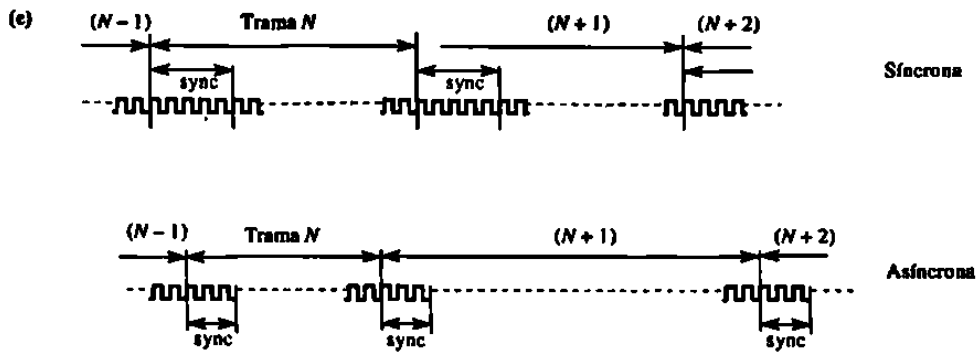 (e)
(N – 1) Trama N (N + 1) (N + 2)
sync sync
Síncrona
(N – 1) Trama N (N + 1) (N + 2)
Asíncrona
sync sync sync